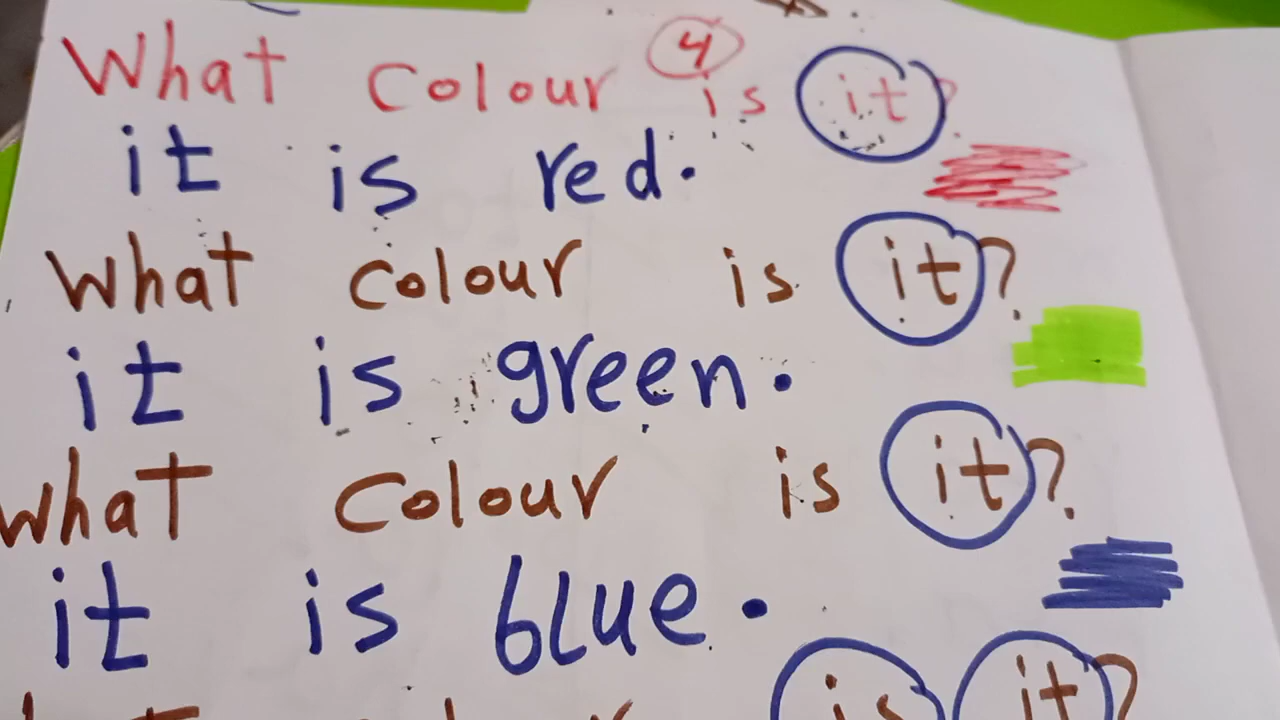 4
What Colour is it?
it is red.
What colour is it?
it is green.
What Colour is it?
it is blue.
is it?